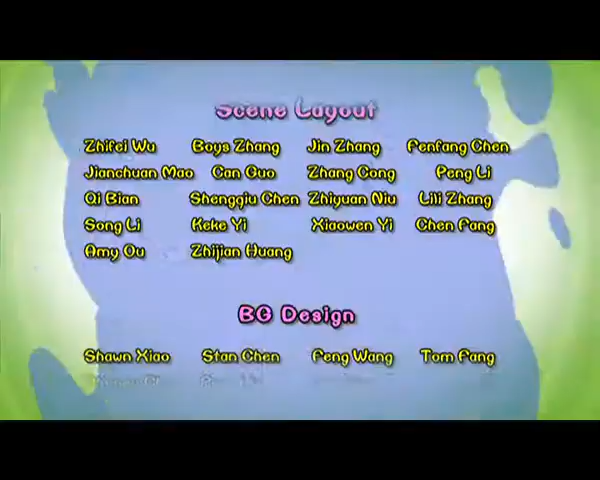 Scene Layout
Zhifei Wu Boys Zhang Jin Zhang Fenfang Chen
Jianchuan Mao Can Guo Zhang Cong Peng Li
Qi Bian Shengqiu Chen Zhiyuan Niu Lili Zhang
Song Li Keke Yi Xiaowen Yi Chen Fang
Amy Ou Zhijian Huang
BG Design
Shawn Xiao Stan Chen Feng Wang Tom Fang